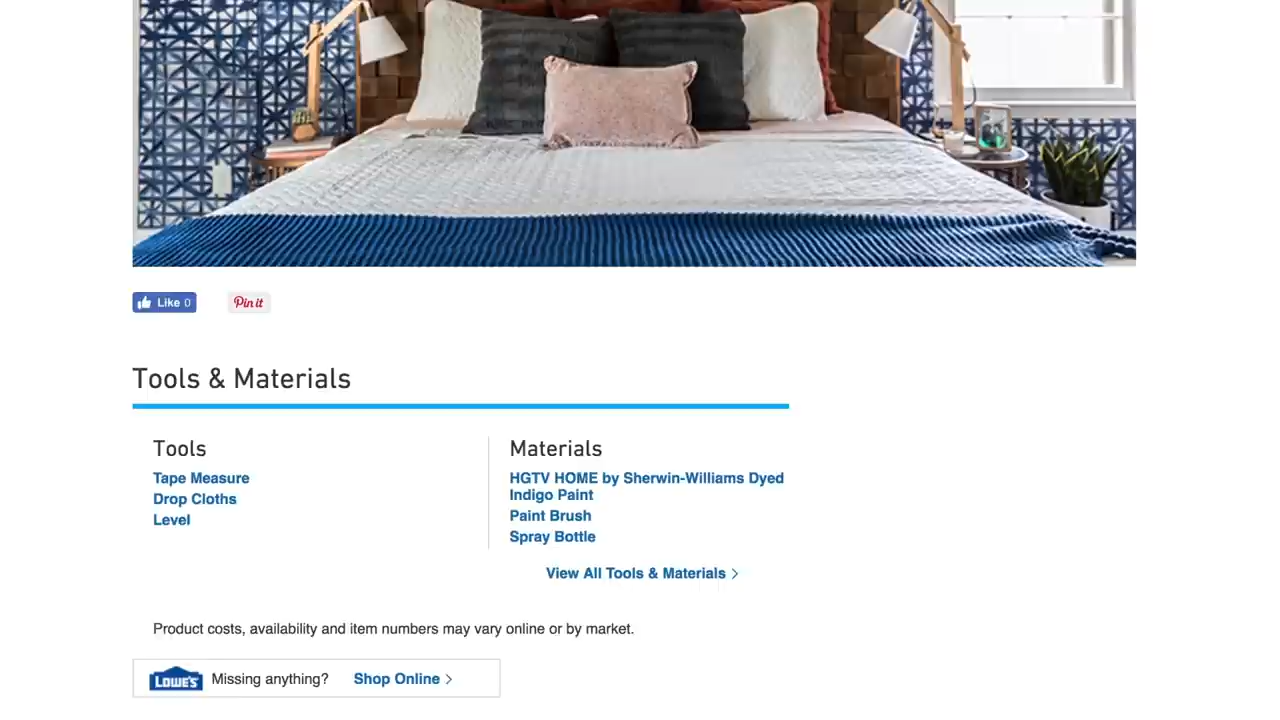 Like 0
Pin it
Tools & Materials
Tools
Tape Measure
Drop Cloths
Level
Materials
HGTV HOME by Sherwin-Williams Dyed
Indigo Paint
Paint Brush
Spray Bottle
View All Tools & Materials >
Product costs, availability and item numbers may vary online or by market.
LOWE'S Missing anything? Shop Online >